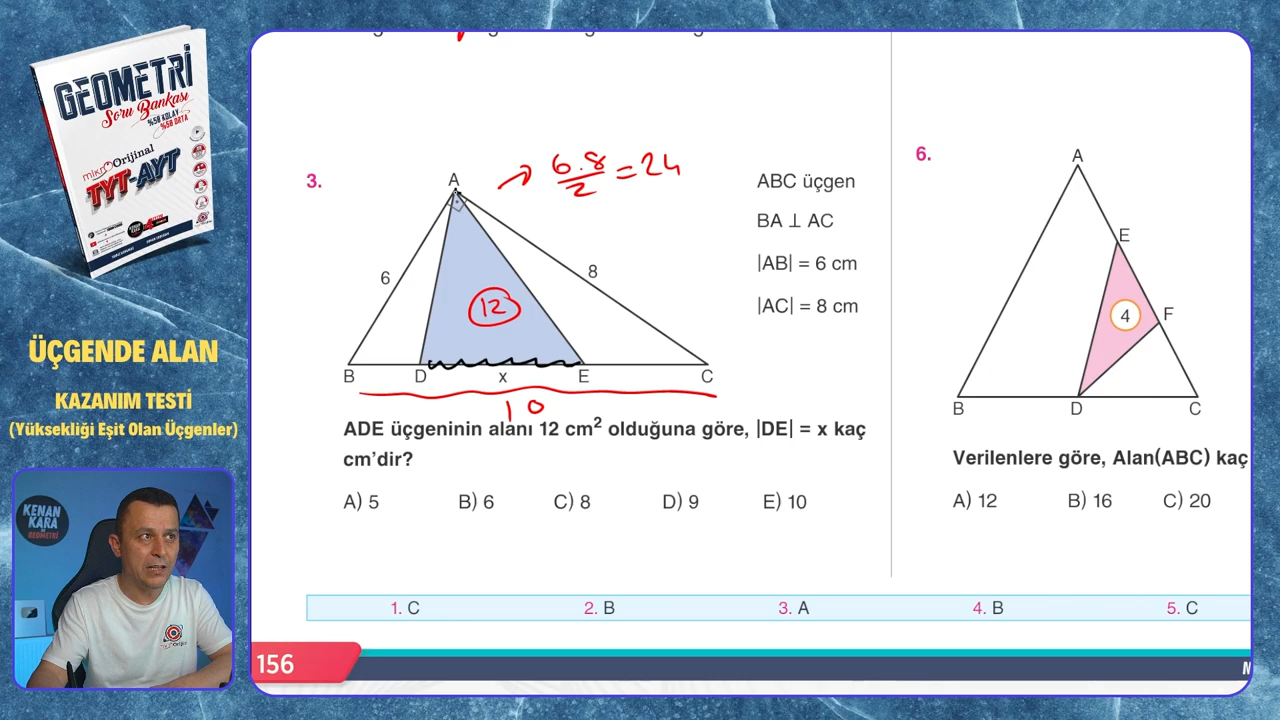 GEOMETRİ
Soru Bankası
%50 KOLAY
%50 ORTA
mikro Orijinal
TYT-AYT
ÜÇGENDE ALAN
KAZANIM TESTİ
(Yüksekliği Eşit Olan Üçgenler)
KENAN
KARA
GEOMETRİ
3.
6.8/2 = 24
A
6
8
12
B
D
x
E
C
10
ABC üçgen
BA ⊥ AC
|AB| = 6 cm
|AC| = 8 cm
ADE üçgeninin alanı 12 cm² olduğuna göre, |DE| = x kaç
cm'dir?
A) 5 B) 6 C) 8 D) 9 E) 10
6.
A
E
4
F
B
D
C
Verilenlere göre, Alan(ABC) kaç
A) 12 B) 16 C) 20
1. C 2. B 3. A 4. B 5. C
156